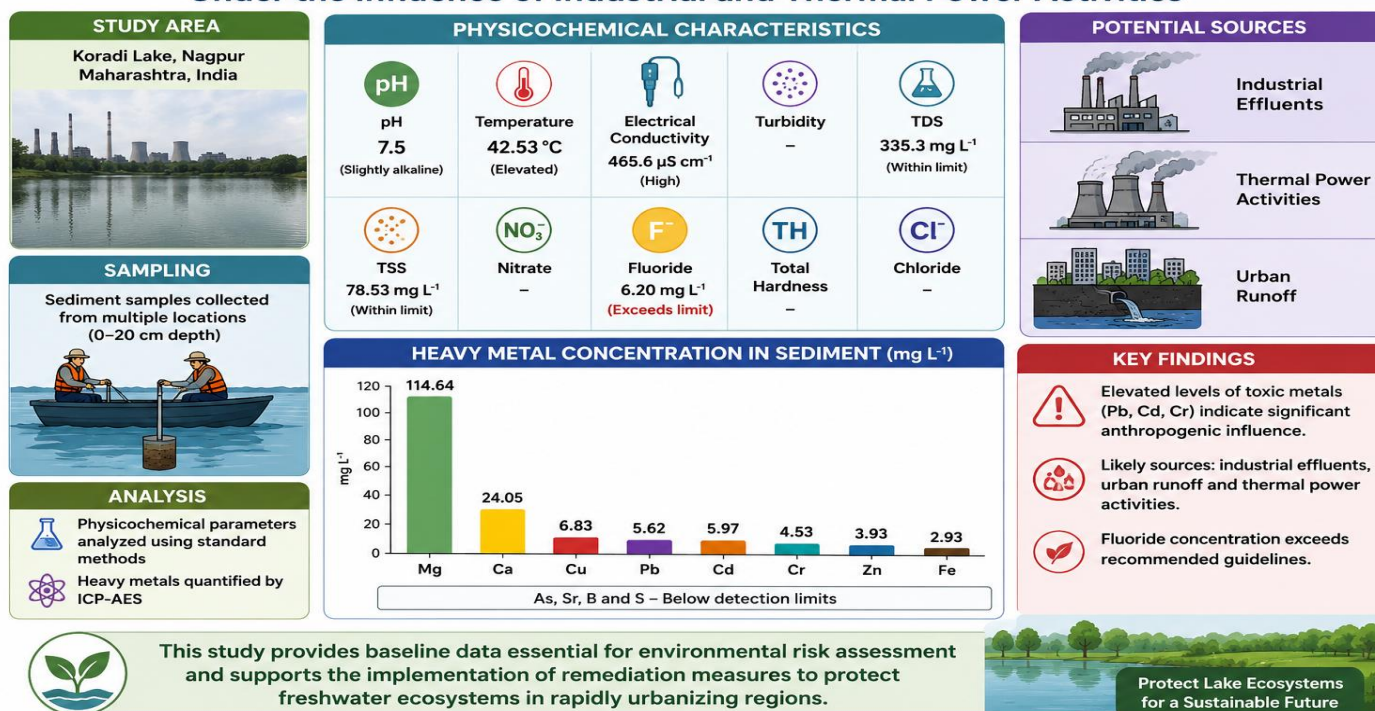 Under the Influence of Industrial and Thermal Power Activities
STUDY AREA
Koradi Lake, Nagpur
Maharashtra, India
SAMPLING
Sediment samples collected
from multiple locations
(0–20 cm depth)
ANALYSIS
Physicochemical parameters
analyzed using standard
methods
Heavy metals quantified by
ICP-AES
PHYSICOCHEMICAL CHARACTERISTICS
pH
pH
7.5
(Slightly alkaline)
Temperature
42.53 °C
(Elevated)
Electrical
Conductivity
465.6 µS cm⁻¹
(High)
Turbidity
–
TDS
335.3 mg L⁻¹
(Within limit)
TSS
78.53 mg L⁻¹
(Within limit)
NO₃⁻
Nitrate
–
F⁻
Fluoride
6.20 mg L⁻¹
(Exceeds limit)
TH
Total
Hardness
–
Cl⁻
Chloride
–
HEAVY METAL CONCENTRATION IN SEDIMENT (mg L⁻¹)
mg L⁻¹
120
100
80
60
40
20
0
114.64
24.05
6.83
5.62
5.97
4.53
3.93
2.93
Mg Ca Cu Pb Cd Cr Zn Fe
As, Sr, B and S – Below detection limits
POTENTIAL SOURCES
Industrial
Effluents
Thermal Power
Activities
Urban
Runoff
KEY FINDINGS
Elevated levels of toxic metals
(Pb, Cd, Cr) indicate significant
anthropogenic influence.
Likely sources: industrial effluents,
urban runoff and thermal power
activities.
Fluoride concentration exceeds
recommended guidelines.
This study provides baseline data essential for environmental risk assessment
and supports the implementation of remediation measures to protect
freshwater ecosystems in rapidly urbanizing regions.
Protect Lake Ecosystems
for a Sustainable Future